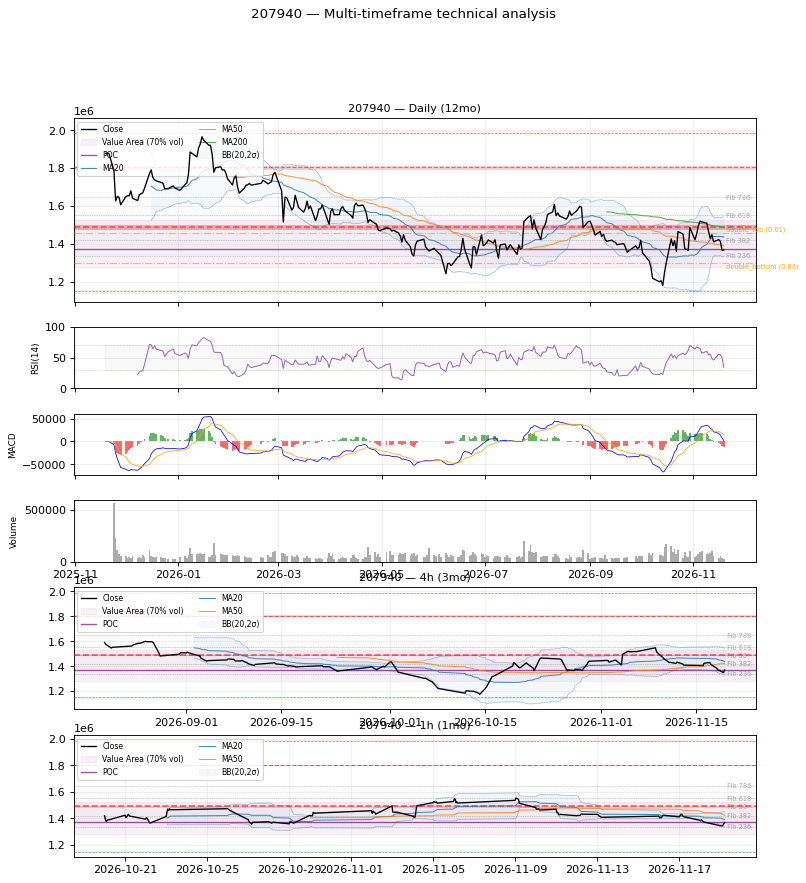 207940 — Multi-timeframe technical analysis
207940 — Daily (12mo)
1e6
Close
Value Area (70% vol)
POC
MA20
MA50
MA200
BB(20,2σ)
2.0
1.8
1.6
1.4
1.2
Fib 786
Fib 618
Fib 382
Fib 236
double_bottom (0.86)
RSI(14)
100
50
0
MACD
50000
0
−50000
Volume
500000
0
2025-11
2026-01
2026-03
2026-05
2026-07
2026-09
2026-11
207940 — 4h (3mo)
1e6
Close
Value Area (70% vol)
POC
MA20
MA50
BB(20,2σ)
2.0
1.8
1.6
1.4
1.2
Fib 786
Fib 618
Fib 382
Fib 236
2026-09-01
2026-09-15
2026-10-01
2026-10-15
2026-11-01
2026-11-15
207940 — 1h (1mo)
1e6
Close
Value Area (70% vol)
POC
MA20
MA50
BB(20,2σ)
2.0
1.8
1.6
1.4
1.2
Fib 786
Fib 618
Fib 382
Fib 236
2026-10-21
2026-10-25
2026-10-29
2026-11-01
2026-11-05
2026-11-09
2026-11-13
2026-11-17